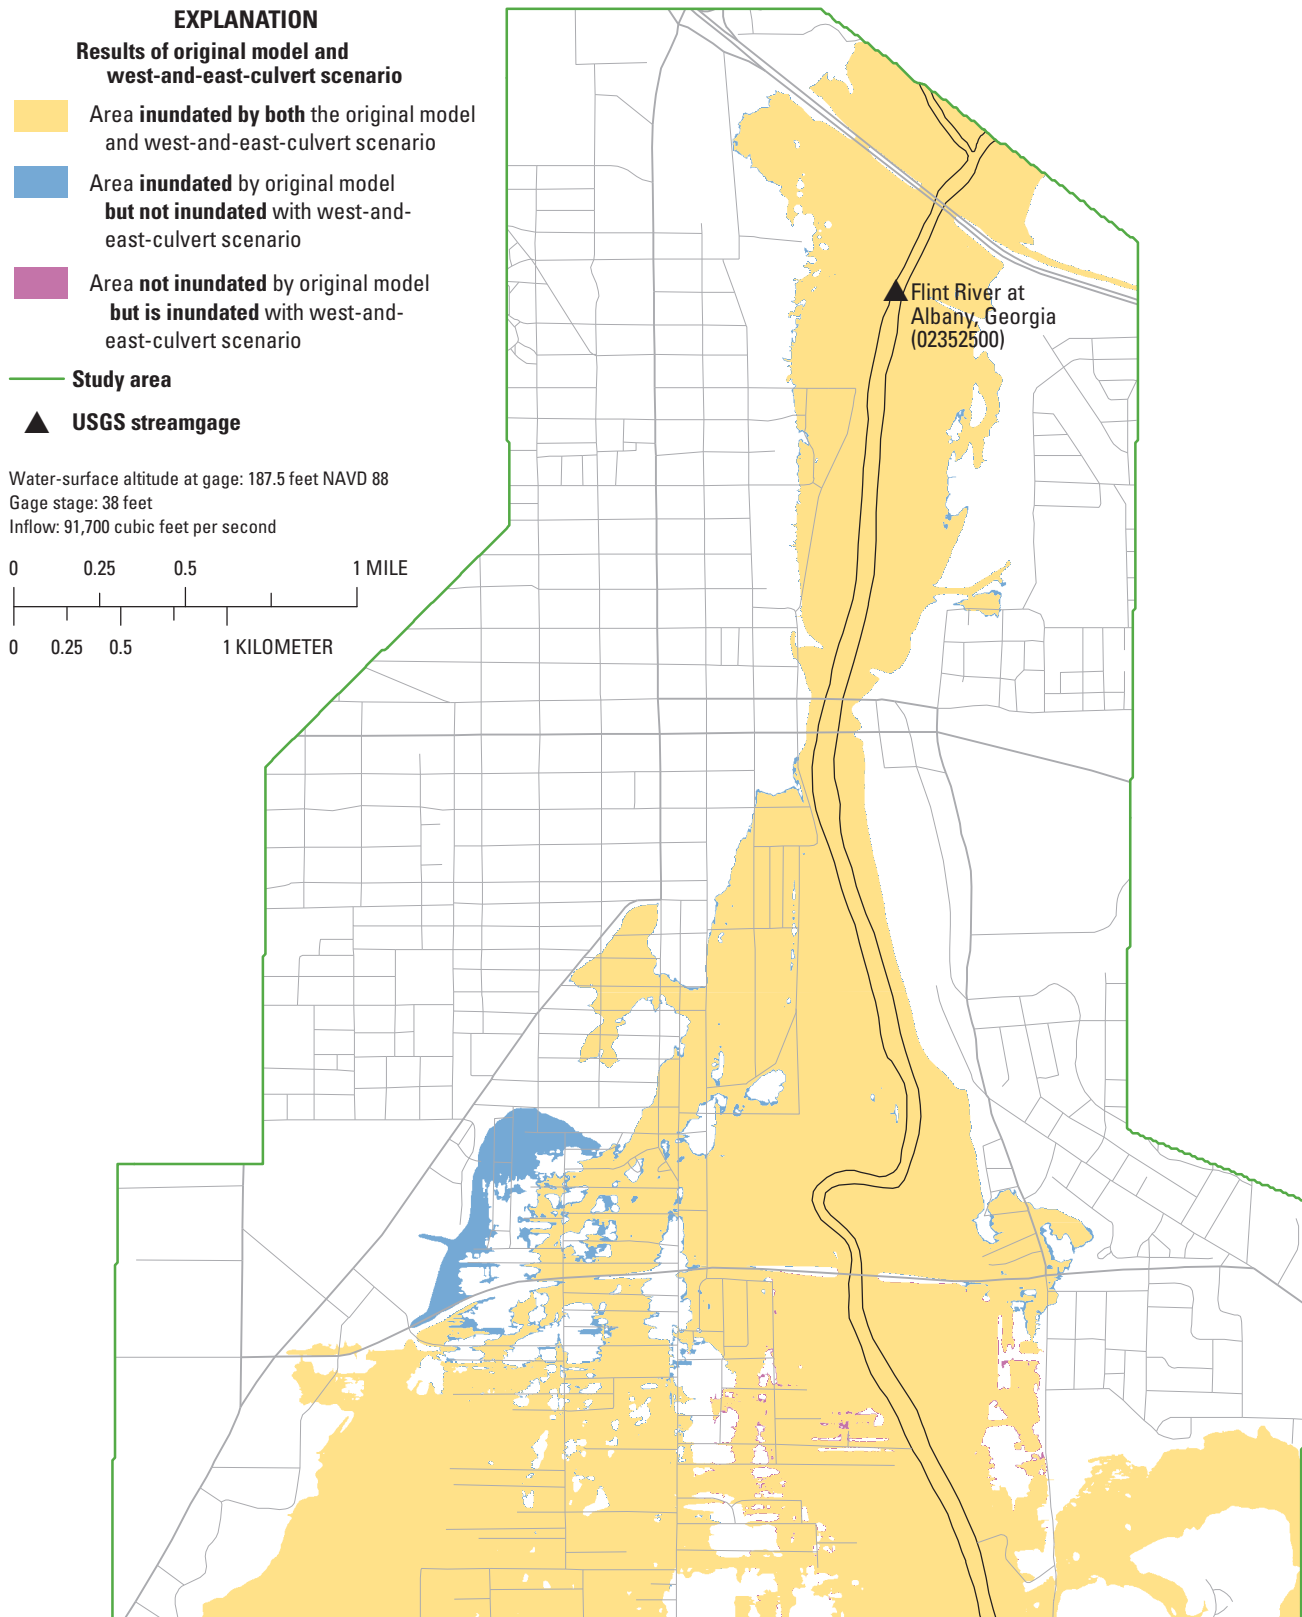 EXPLANATION
Results of original model and
west-and-east-culvert scenario
Area inundated by both the original model
and west-and-east-culvert scenario
Area inundated by original model
but not inundated with west-and-
east-culvert scenario
Area not inundated by original model
but is inundated with west-and-
east-culvert scenario
Study area
USGS streamgage
Water-surface altitude at gage: 187.5 feet NAVD 88
Gage stage: 38 feet
Inflow: 91,700 cubic feet per second
0 0.25 0.5 1 MILE
0 0.25 0.5 1 KILOMETER
Flint River at
Albany, Georgia
(02352500)